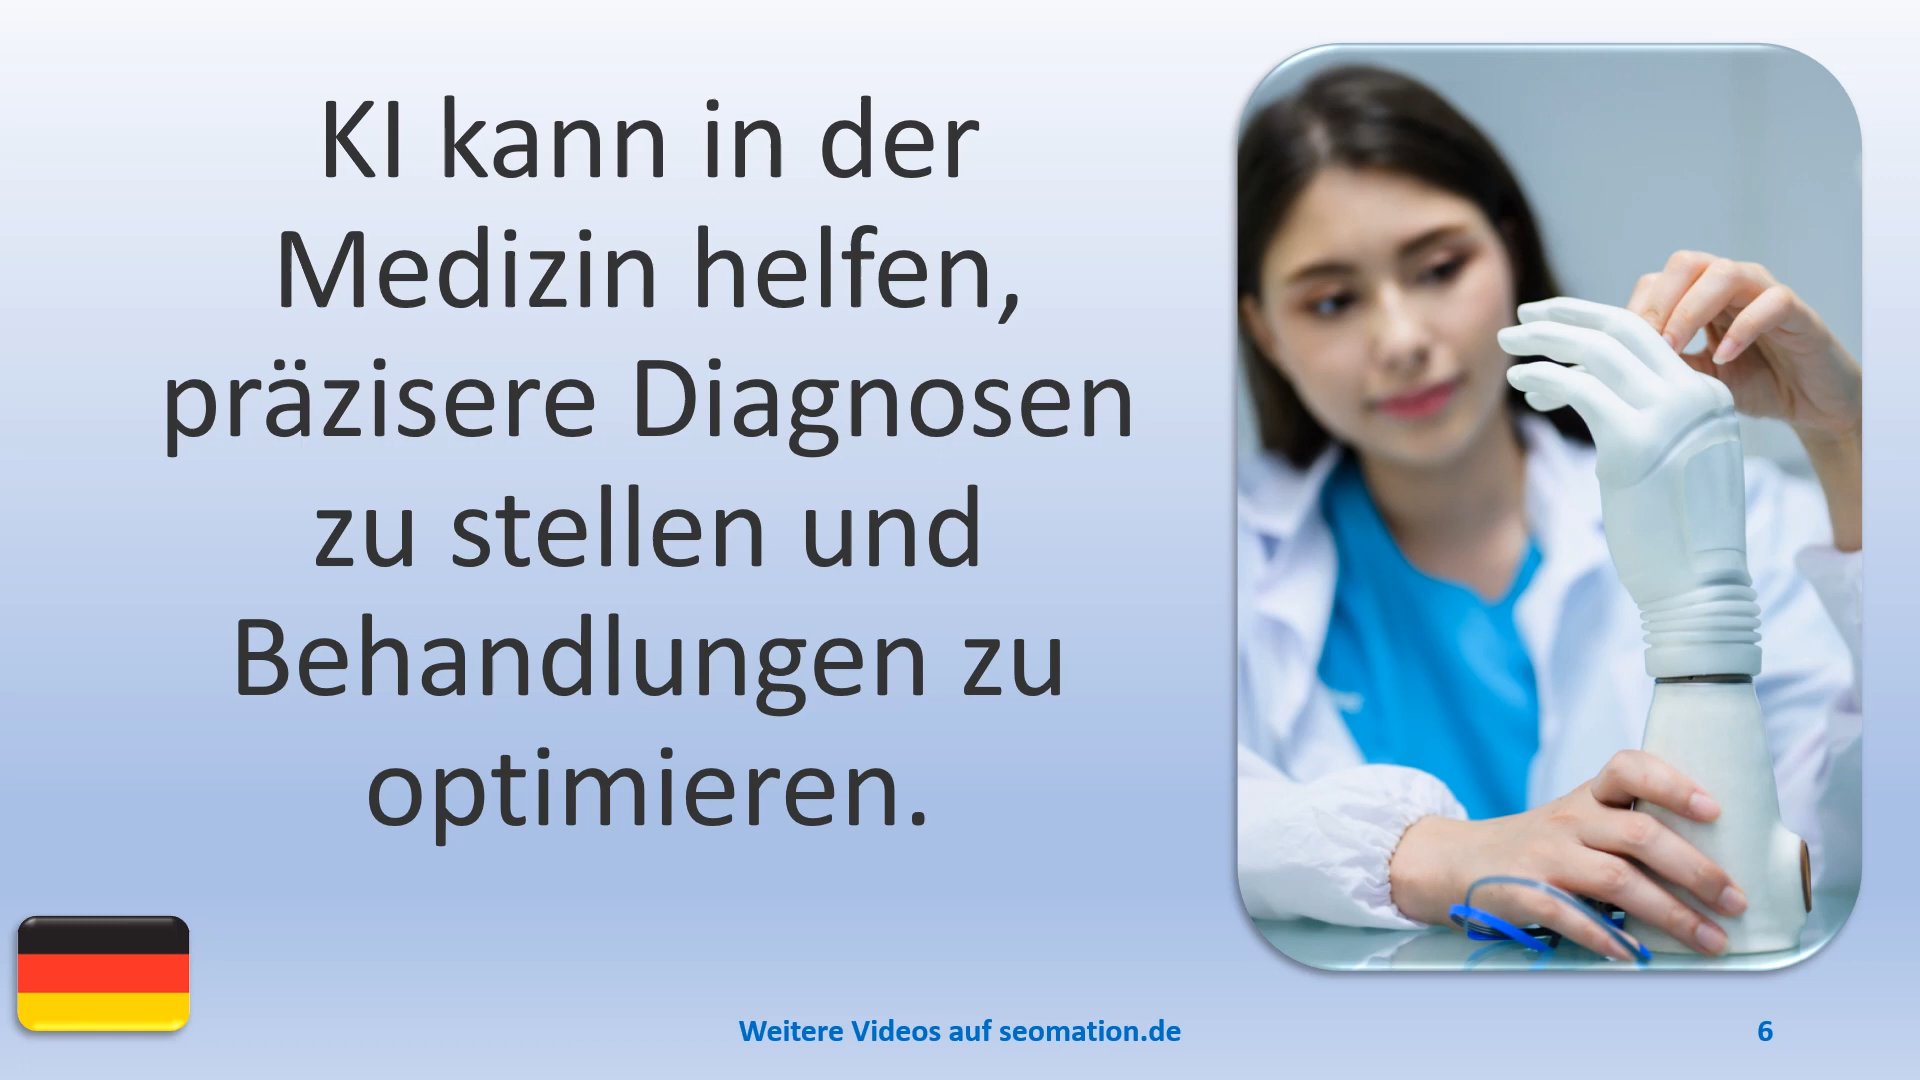 KI kann in der
Medizin helfen,
präzisere Diagnosen
zu stellen und
Behandlungen zu
optimieren.
Weitere Videos auf seomation.de
6